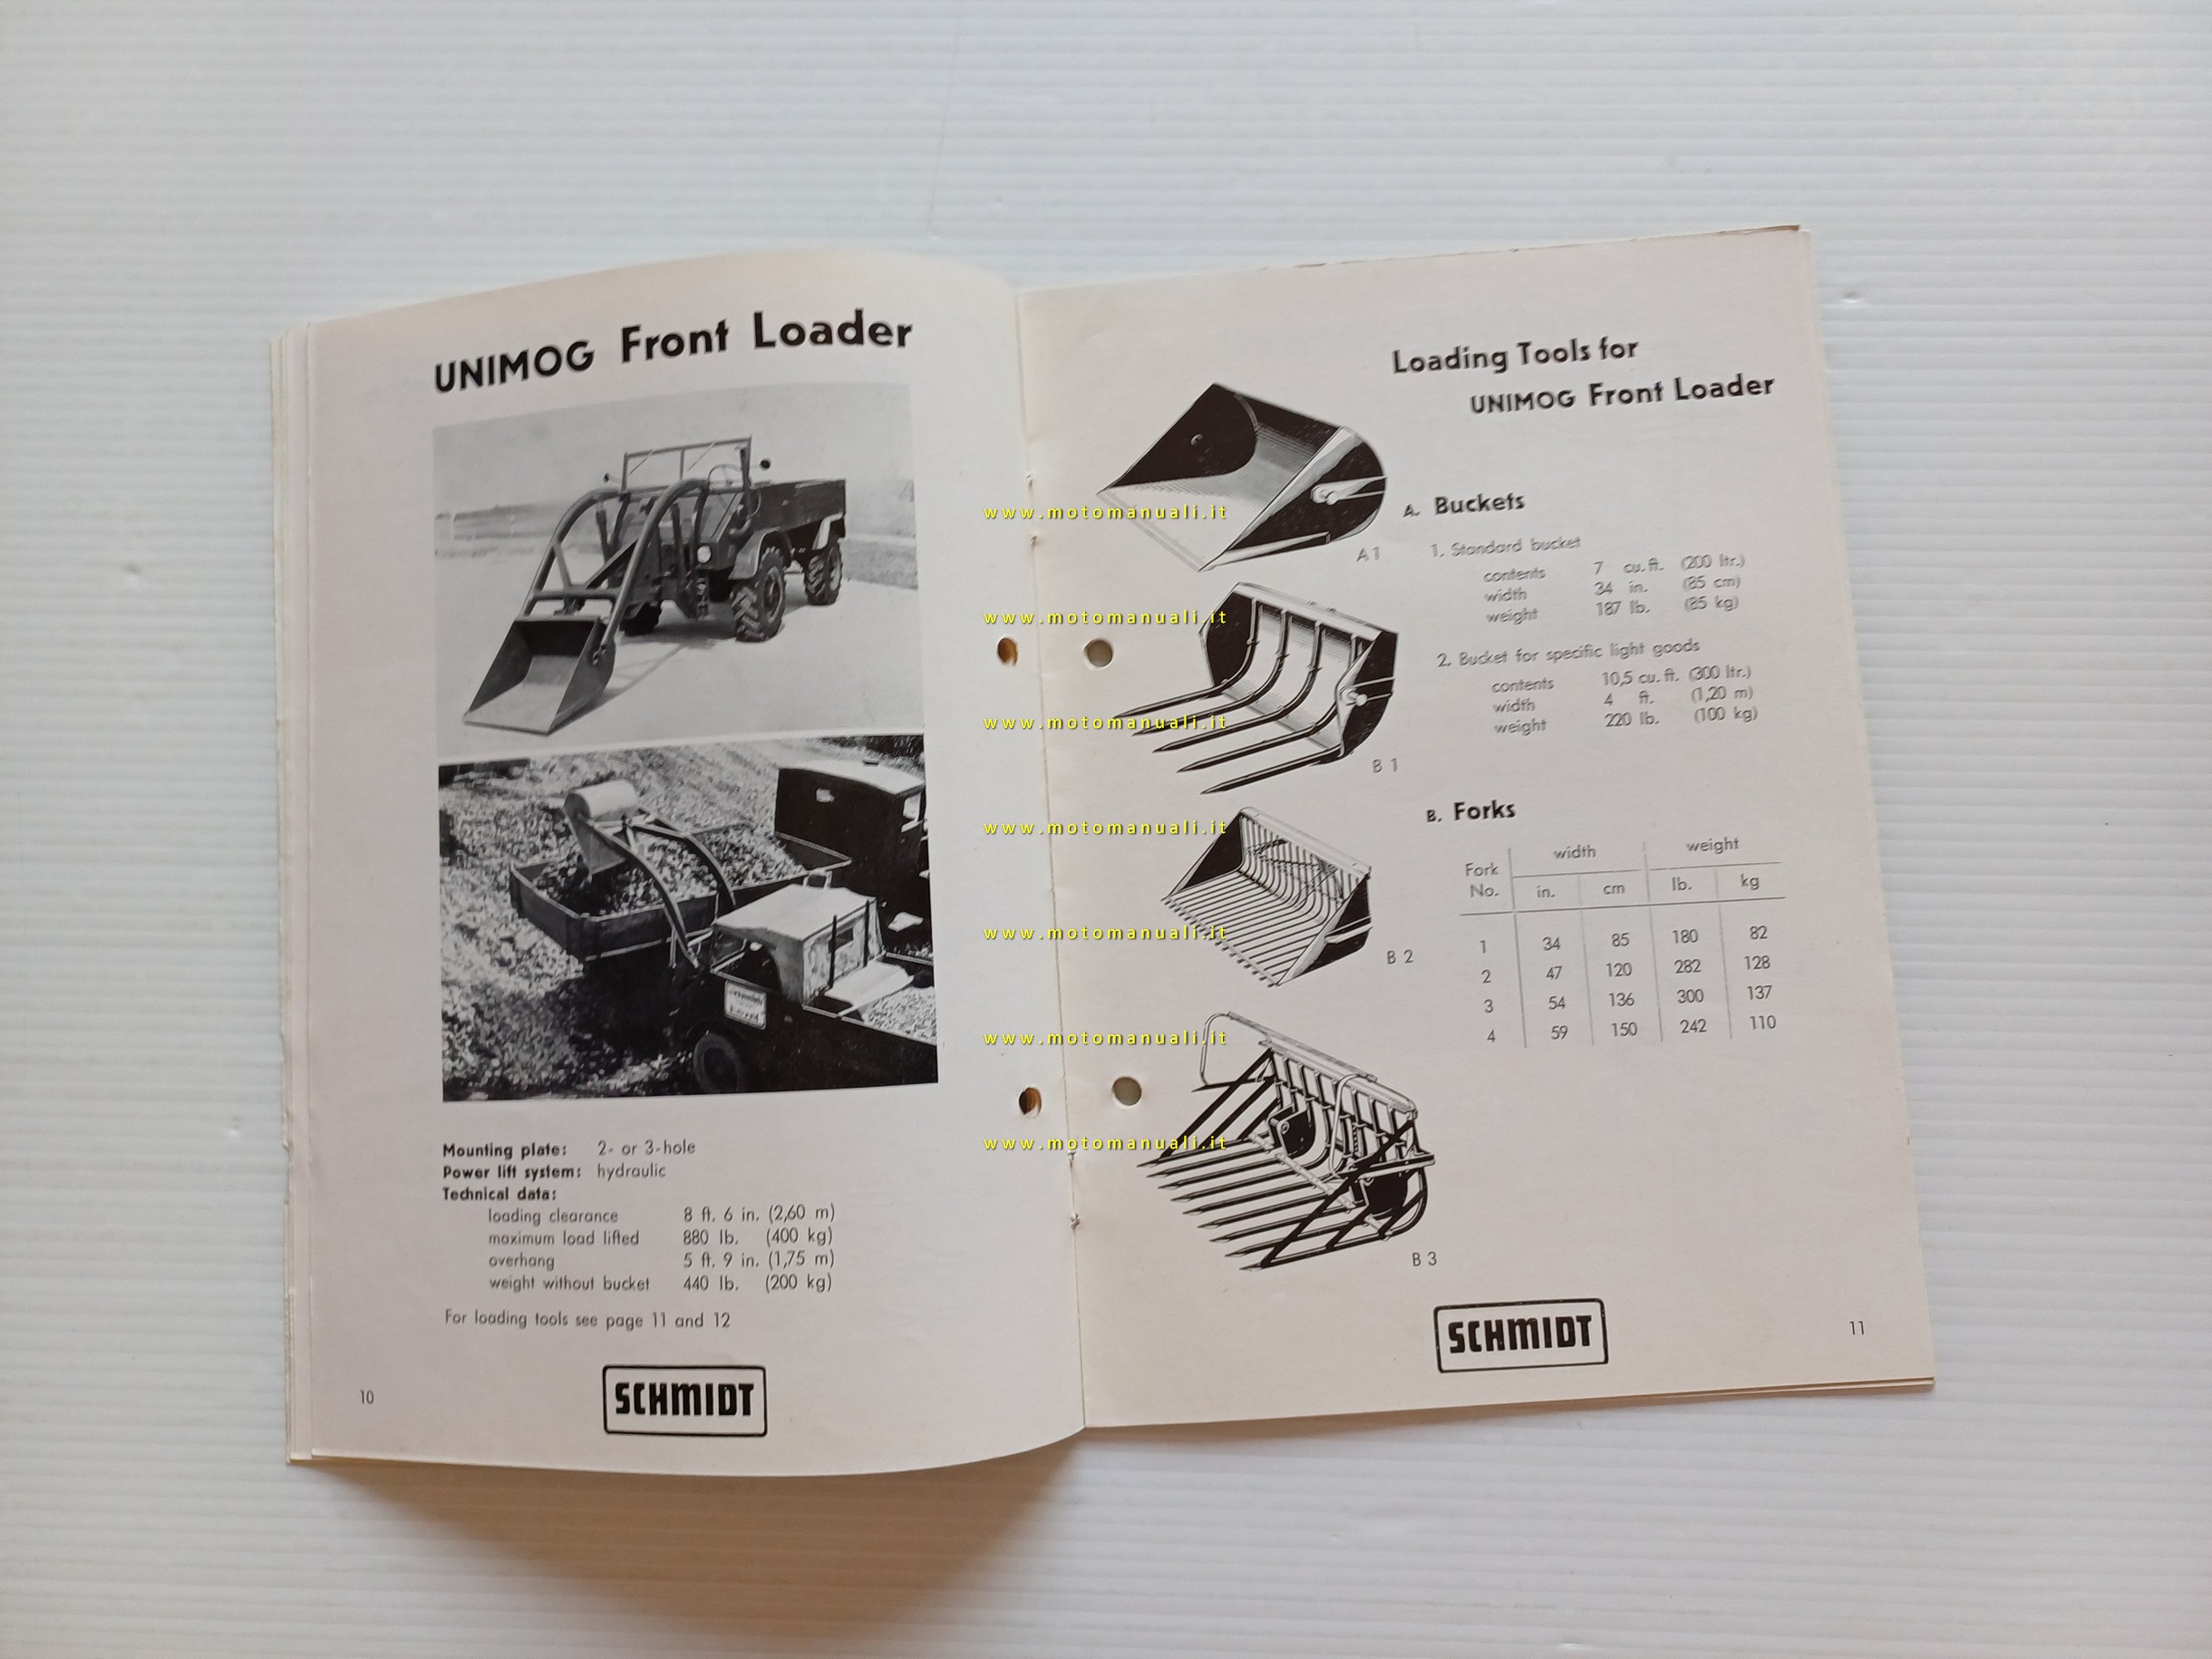 UNIMOG Front Loader
Mounting plate: 2- or 3-hole
Power lift system: hydraulic
Technical data:
loading clearance 8 ft. 6 in. (2,60 m)
maximum load lifted 880 lb. (400 kg)
overhang 5 ft. 9 in. (1,75 m)
weight without bucket 440 lb. (200 kg)
For loading tools see page 11 and 12
10
SCHMIDT
www.motomanuali.it
www.motomanuali.it
www.motomanuali.it
www.motomanuali.it
www.motomanuali.it
www.motomanuali.it
www.motomanuali.it
Loading Tools for
UNIMOG Front Loader
A 1
A. Buckets
1. Standard bucket
contents 7 cu. ft. (200 ltr.)
width 34 in. (85 cm)
weight 187 lb. (85 kg)
2. Bucket for specific light goods
contents 10,5 cu. ft. (300 ltr.)
width 4 ft. (1,20 m)
weight 220 lb. (100 kg)
B 1
B. Forks
Fork No. width weight
in. cm lb. kg
1 34 85 180 82
2 47 120 282 128
3 54 136 300 137
4 59 150 242 110
B 2
B 3
SCHMIDT
11